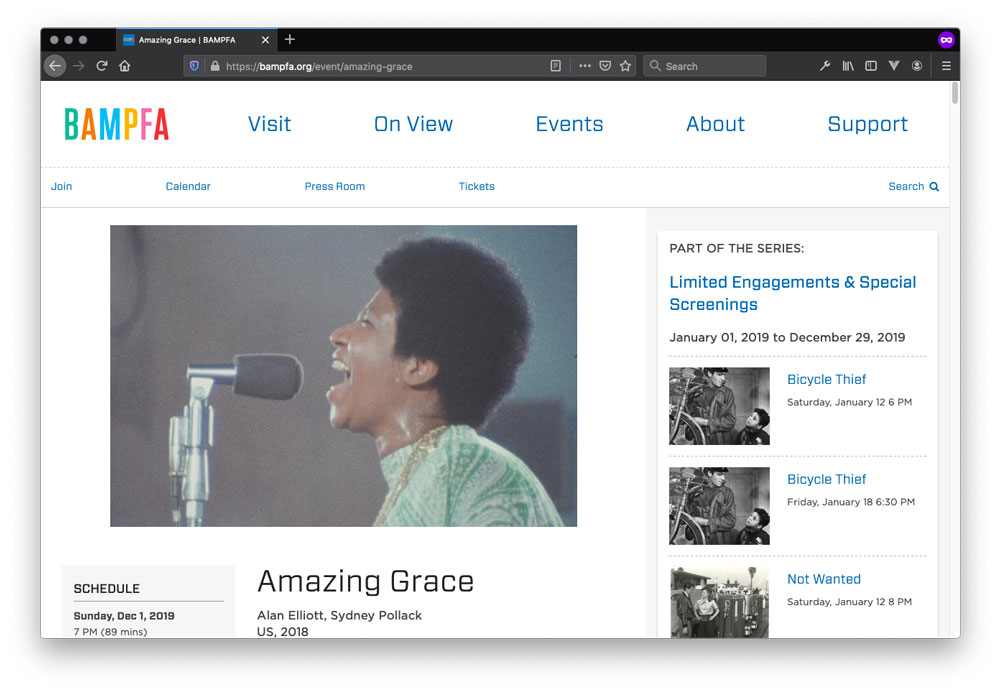 Amazing Grace | BAMPFA
https://bampfa.org/event/amazing-grace
Search
BAMPFA
Visit
On View
Events
About
Support
Join
Calendar
Press Room
Tickets
Search
SCHEDULE
Sunday, Dec 1, 2019
7 PM (89 mins)
Amazing Grace
Alan Elliott, Sydney Pollack
US, 2018
PART OF THE SERIES:
Limited Engagements & Special
Screenings
January 01, 2019 to December 29, 2019
Bicycle Thief
Saturday, January 12 6 PM
Bicycle Thief
Friday, January 18 6:30 PM
Not Wanted
Saturday, January 12 8 PM